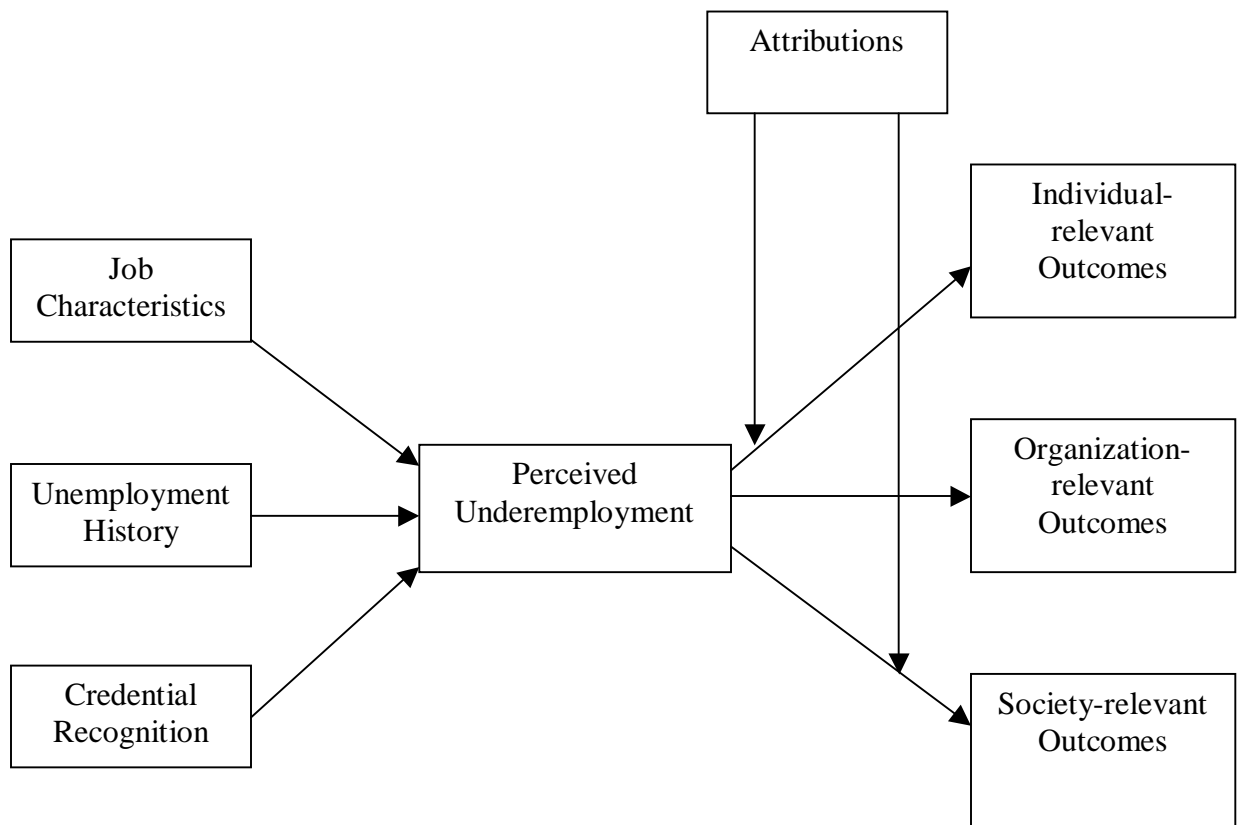 Attributions
Individual-
relevant
Outcomes
Job
Characteristics
Organization-
relevant
Outcomes
Perceived
Underemployment
Unemployment
History
Credential
Recognition
Society-relevant
Outcomes